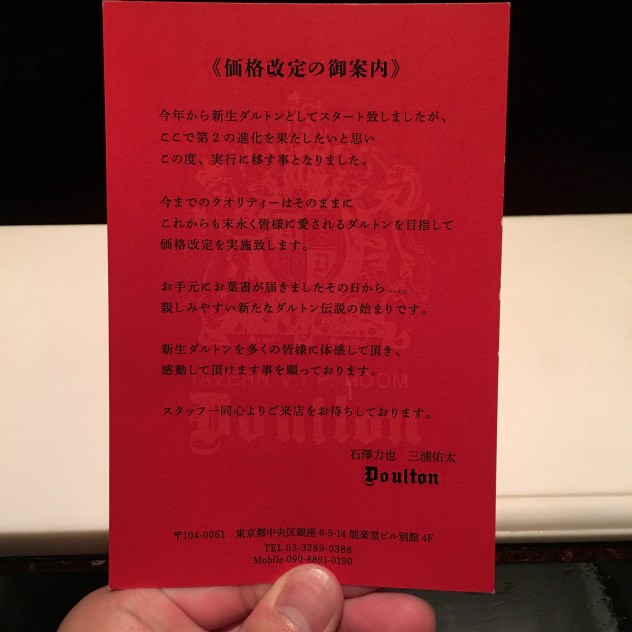 《価格改定の御案内》
今年から新生ダルトンとしてスタート致しましたが、
ここで第2の進化を果たしたいと思い
この度、実行に移す事となりました。
今までのクオリティーはそのままに
これからも末永く皆様に愛されるダルトンを目指して
価格改定を実施致します。
お手元にお葉書が届きましたその日から…。
親しみやすい新たなダルトン伝説の始まりです。
新生ダルトンを多くの皆様に体感して頂き、
感動して頂けます事を願っております。
TAVERN V.I.P. ROOM
スタッフ一同心よりご来店をお待ちしております。
Doulton
石澤力也 三浦佑太
Doulton
〒104-0061 東京都中央区銀座 6-5-14 能楽堂ビル別館 4F
TEL 03-3289-0388
Mobile 090-8891-0190